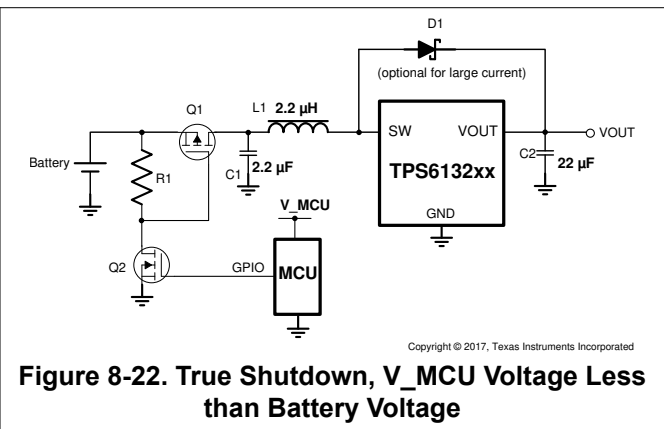 D1
(optional for large current)
Q1
L1 2.2 µH
SW VOUT
VOUT
Battery
R1
C1 2.2 µF
TPS6132xx
C2 22 µF
V_MCU
GND
Q2
GPIO
MCU
Copyright © 2017, Texas Instruments Incorporated
Figure 8-22. True Shutdown, V_MCU Voltage Less
than Battery Voltage